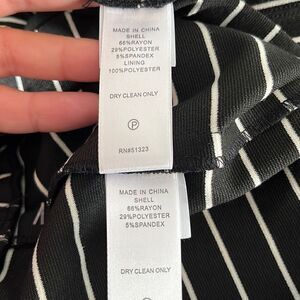 MADE IN CHINA
SHELL
66%RAYON
29%POLYESTER
5%SPANDEX
LINING
100%POLYESTER
DRY CLEAN ONLY
P
RN#51323
MADE IN CHINA
SHELL
66%RAYON
29%POLYESTER
5%SPANDEX
DRY CLEAN ONLY